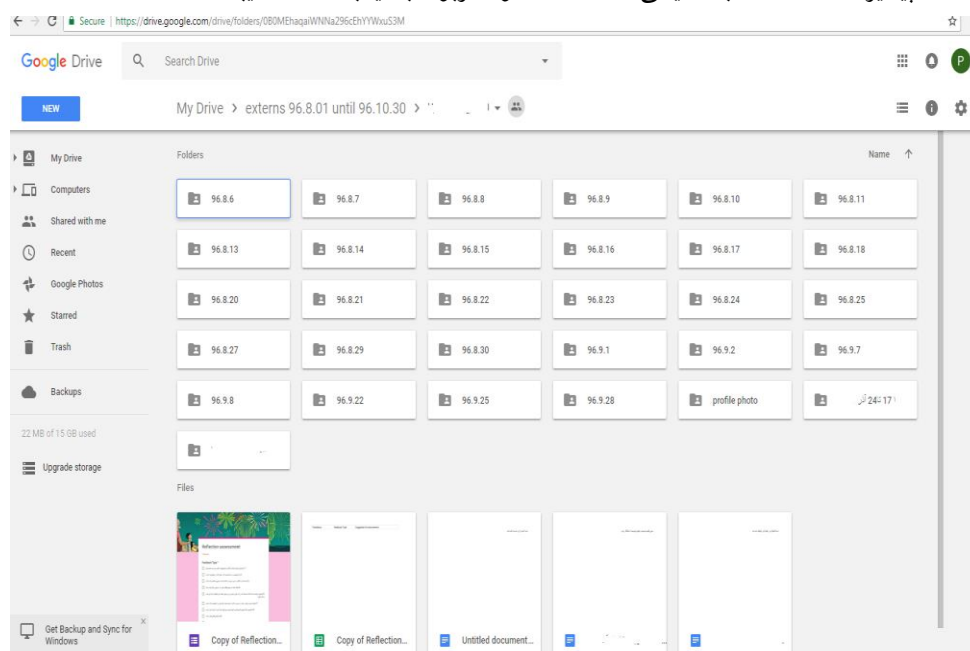 Secure | https://drive.google.com/drive/folders/0B0MEhaqaiWNNa296cEhYYWxuS3M
Google Drive
Search Drive
P
NEW
My Drive > externs 96.8.01 until 96.10.30 >
My Drive
Computers
Shared with me
Recent
Google Photos
Starred
Trash
Backups
22 MB of 15 GB used
Upgrade storage
Get Backup and Sync for
Windows
Folders
Name
96.8.6 96.8.7 96.8.8 96.8.9 96.8.10 96.8.11
96.8.13 96.8.14 96.8.15 96.8.16 96.8.17 96.8.18
96.8.20 96.8.21 96.8.22 96.8.23 96.8.24 96.8.25
96.8.27 96.8.29 96.8.30 96.9.1 96.9.2 96.9.7
96.9.8 96.9.22 96.9.25 96.9.28 profile photo
Files
Reflection assessment
Copy of Reflection... Copy of Reflection... Untitled document...